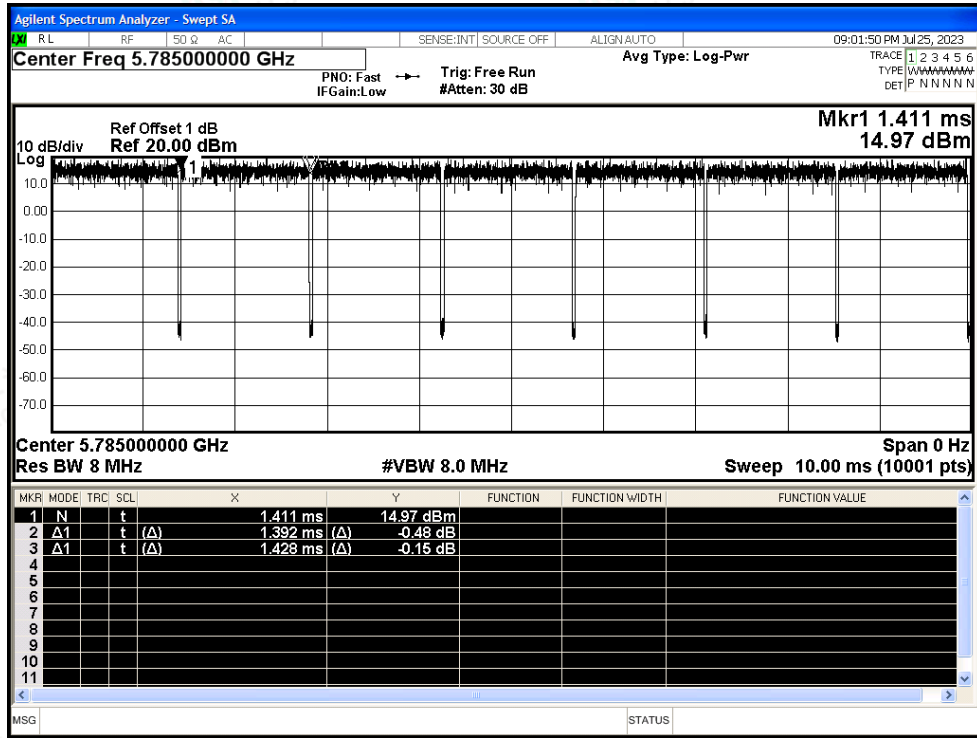 Agilent Spectrum Analyzer - Swept SA
LXI RL RF 50 Ω AC SENSE:INT SOURCE OFF ALIGN AUTO 09:01:50 PM Jul 25, 2023
Center Freq 5.785000000 GHz Avg Type: Log-Pwr TRACE 1 2 3 4 5 6
PNO: Fast Trig: Free Run TYPE WWWWWW
IFGain:Low #Atten: 30 dB DET P N N N N N
Mkr1 1.411 ms
Ref Offset 1 dB
10 dB/div Ref 20.00 dBm 14.97 dBm
Log
1
10.0
0.00
-10.0
-20.0
-30.0
-40.0
-50.0
-60.0
-70.0
Center 5.785000000 GHz Span 0 Hz
Res BW 8 MHz #VBW 8.0 MHz Sweep 10.00 ms (10001 pts)
MKR MODE TRC SCL X Y FUNCTION FUNCTION WIDTH FUNCTION VALUE
1 N t 1.411 ms 14.97 dBm
2 Δ1 t (Δ) 1.392 ms (Δ) -0.48 dB
3 Δ1 t (Δ) 1.428 ms (Δ) -0.15 dB
4
5
6
7
8
9
10
11
MSG STATUS